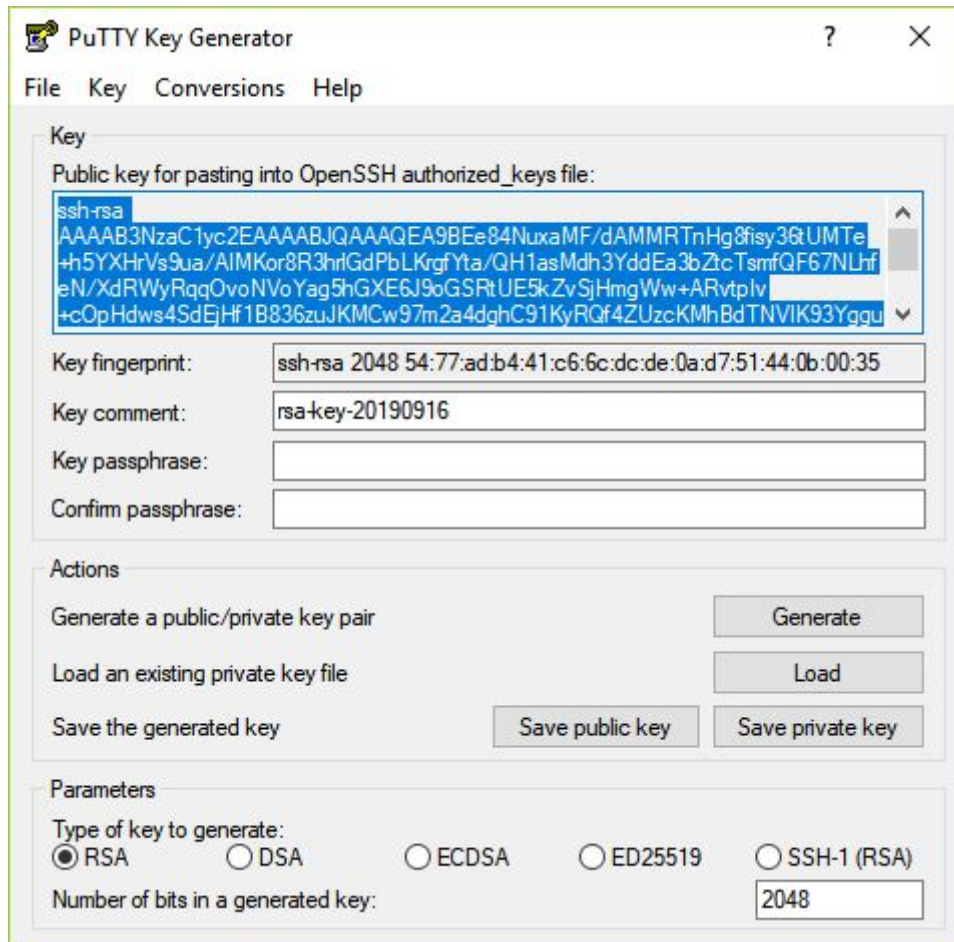 PuTTY Key Generator ? ×
File Key Conversions Help
Key
Public key for pasting into OpenSSH authorized_keys file:
ssh-rsa
AAAAB3NzaC1yc2EAAAABJQAAAQEA9BEe84NuxaMF/dAMMRTnHg8fisy36tUMTe
+h5YXHrVs9ua/AIMKor8R3hrlGdPbLKrgfYta/QH1asMdh3YddEa3bZtcTsmfQF67NLhf
eN/XdRWyRqqOvoNVoYag5hGXE6J9oGSRtUE5kZvSjHmgWw+ARvtpIv
+cOpHdws4SdEjHf1B836zuJKMCw97m2a4dghC91KyRQf4ZUzcKMhBdTNVIK93Yggu
Key fingerprint: ssh-rsa 2048 54:77:ad:b4:41:c6:6c:dc:de:0a:d7:51:44:0b:00:35
Key comment: rsa-key-20190916
Key passphrase:
Confirm passphrase:
Actions
Generate a public/private key pair Generate
Load an existing private key file Load
Save the generated key Save public key Save private key
Parameters
Type of key to generate:
RSA DSA ECDSA ED25519 SSH-1 (RSA)
Number of bits in a generated key: 2048